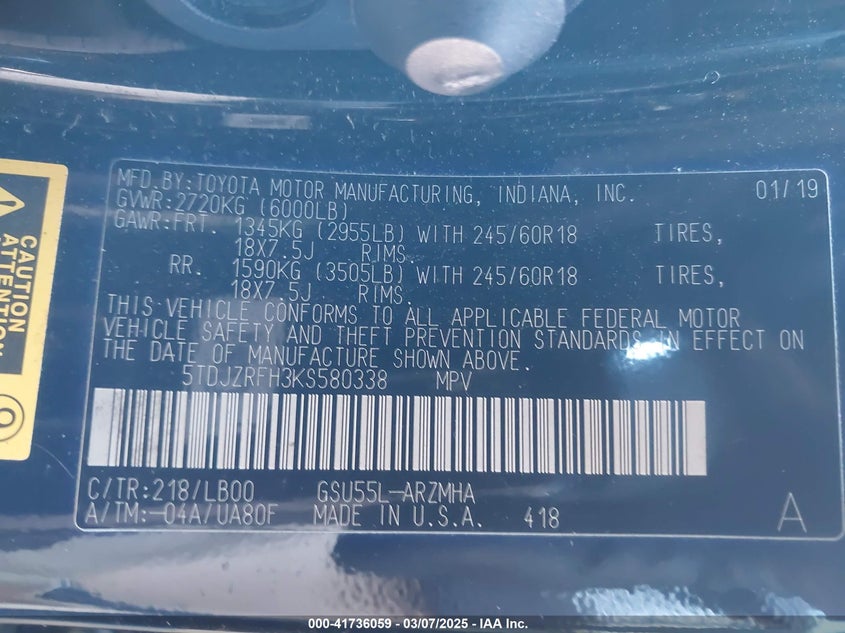 MFD.BY:TOYOTA MOTOR MANUFACTURING, INDIANA, INC. 01/19
GVWR:2720KG (6000LB)
GAWR:FRT. 1345KG (2955LB) WITH 245/60R18 TIRES,
18X7.5J RIMS.
RR. 1590KG (3505LB) WITH 245/60R18 TIRES,
18X7.5J RIMS.
THIS VEHICLE CONFORMS TO ALL APPLICABLE FEDERAL MOTOR
VEHICLE SAFETY AND THEFT PREVENTION STANDARDS IN EFFECT ON
THE DATE OF MANUFACTURE SHOWN ABOVE.
5TDJZRFH3KS580338 MPV
C/TR:218/LB00 GSU55L-ARZMHA
A/TM:-04A/UA80F MADE IN U.S.A. 418 A
CAUTION
ATTENTION
000-41736059 - 03/07/2025 - IAA Inc.